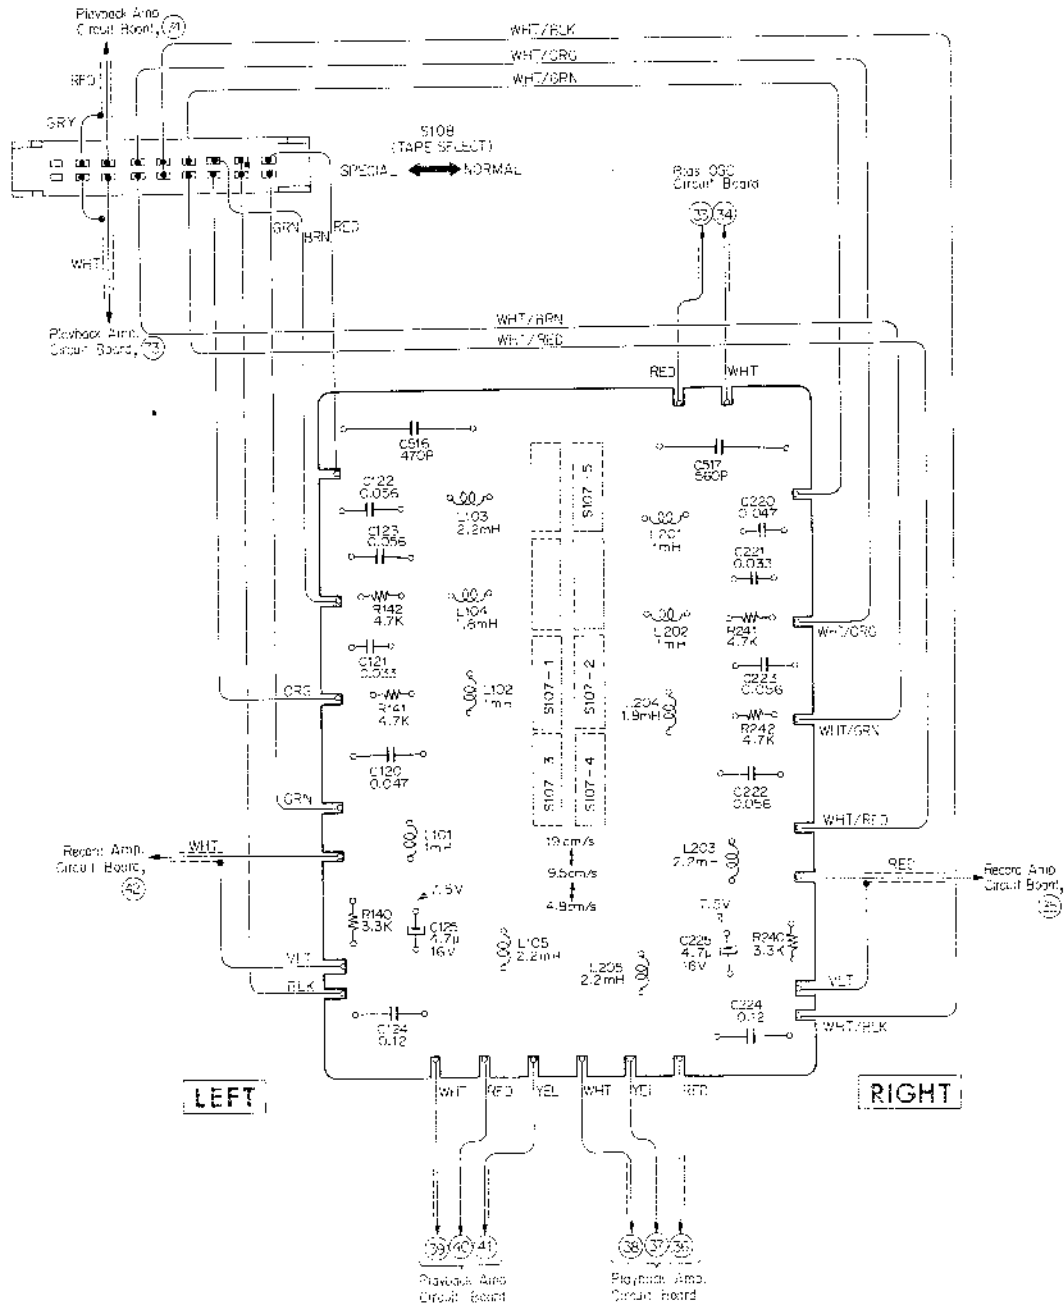 Playback Amp.
Circuit Board,
WHT/BLK
WHT/ORG
WHT/GRN
RED
GRY
S108
(TAPE SELECT)
SPECIAL
NORMAL
Bias OSC
Circuit Board
33 34
GRN
BRN
RED
WHT
Playback Amp.
Circuit Board, 73
WHT/BRN
WHT/RED
RED
WHT
C516
470P
C517
560P
C122
0.056
L103
2.2mH
S107-5
C220
0.047
C123
0.056
L201
1mH
C221
0.033
R142
4.7K
L104
1.8mH
L202
1mH
R241
4.7K
WHT/ORG
C121
0.033
S107-1
S107-2
C223
0.056
ORG
R141
4.7K
L102
1mH
L204
1.9mH
R242
4.7K
WHT/GRN
C120
0.047
S107-3
S107-4
C222
0.056
GRN
WHT/RED
L101
1mH
19cm/s
9.5cm/s
4.8cm/s
L203
2.2mH
Record Amp.
Circuit Board,
62
WHT
RED
Record Amp.
Circuit Board,
7.5V
7.5V
R140
3.3K
C125
4.7µ
16V
L105
2.2mH
L205
2.2mH
C225
4.7µ
16V
R240
3.3K
VLT
BLK
VLT
WHT/BLK
C124
0.12
C224
0.12
LEFT
RIGHT
WHT RED YEL WHT YEL RED
39 40 41
38 37 36
Playback Amp.
Circuit Board
Playback Amp.
Circuit Board